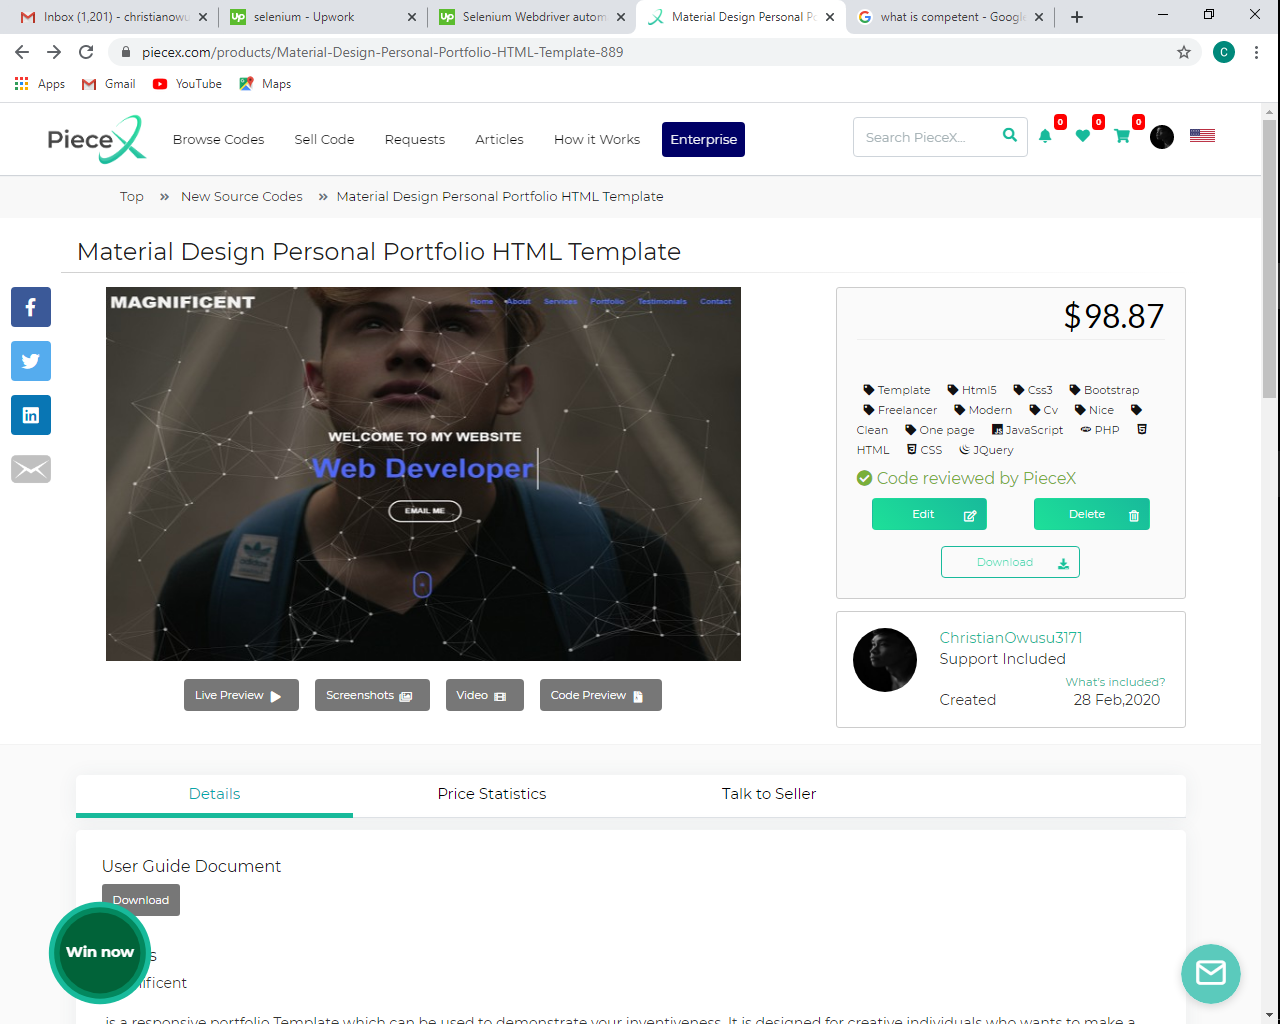 Inbox (1,201) - christianowu
selenium - Upwork
Selenium Webdriver autom
Material Design Personal Po
what is competent - Google
piecex.com/products/Material-Design-Personal-Portfolio-HTML-Template-889
C
Apps
Gmail
YouTube
Maps
PieceX
Browse Codes
Sell Code
Requests
Articles
How it Works
Enterprise
Search PieceX...
0
0
0
Top » New Source Codes » Material Design Personal Portfolio HTML Template
Material Design Personal Portfolio HTML Template
MAGNIFICENT
Home About Services Portfolio Testimonials Contact
WELCOME TO MY WEBSITE
Web Developer
EMAIL ME
adidas
Live Preview
Screenshots
Video
Code Preview
$98.87
Template Html5 Css3 Bootstrap
Freelancer Modern Cv Nice
Clean One page JavaScript PHP
HTML CSS JQuery
Code reviewed by PieceX
Edit
Delete
Download
ChristianOwusu3171
Support Included
What's included?
Created 28 Feb,2020
Details
Price Statistics
Talk to Seller
User Guide Document
Download
Win now
s
ificent
is a responsive portfolio Template which can be used to demonstrate your inventiveness. It is designed for creative individuals who wants to make a